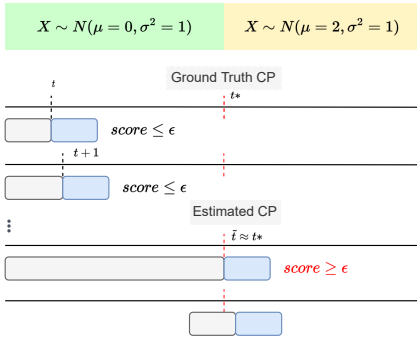 X ∼ N(μ = 0, σ² = 1) X ∼ N(μ = 2, σ² = 1)
Ground Truth CP
t t*
score ≤ ϵ
t + 1
score ≤ ϵ
Estimated CP
t̃ ≈ t*
score ≥ ϵ